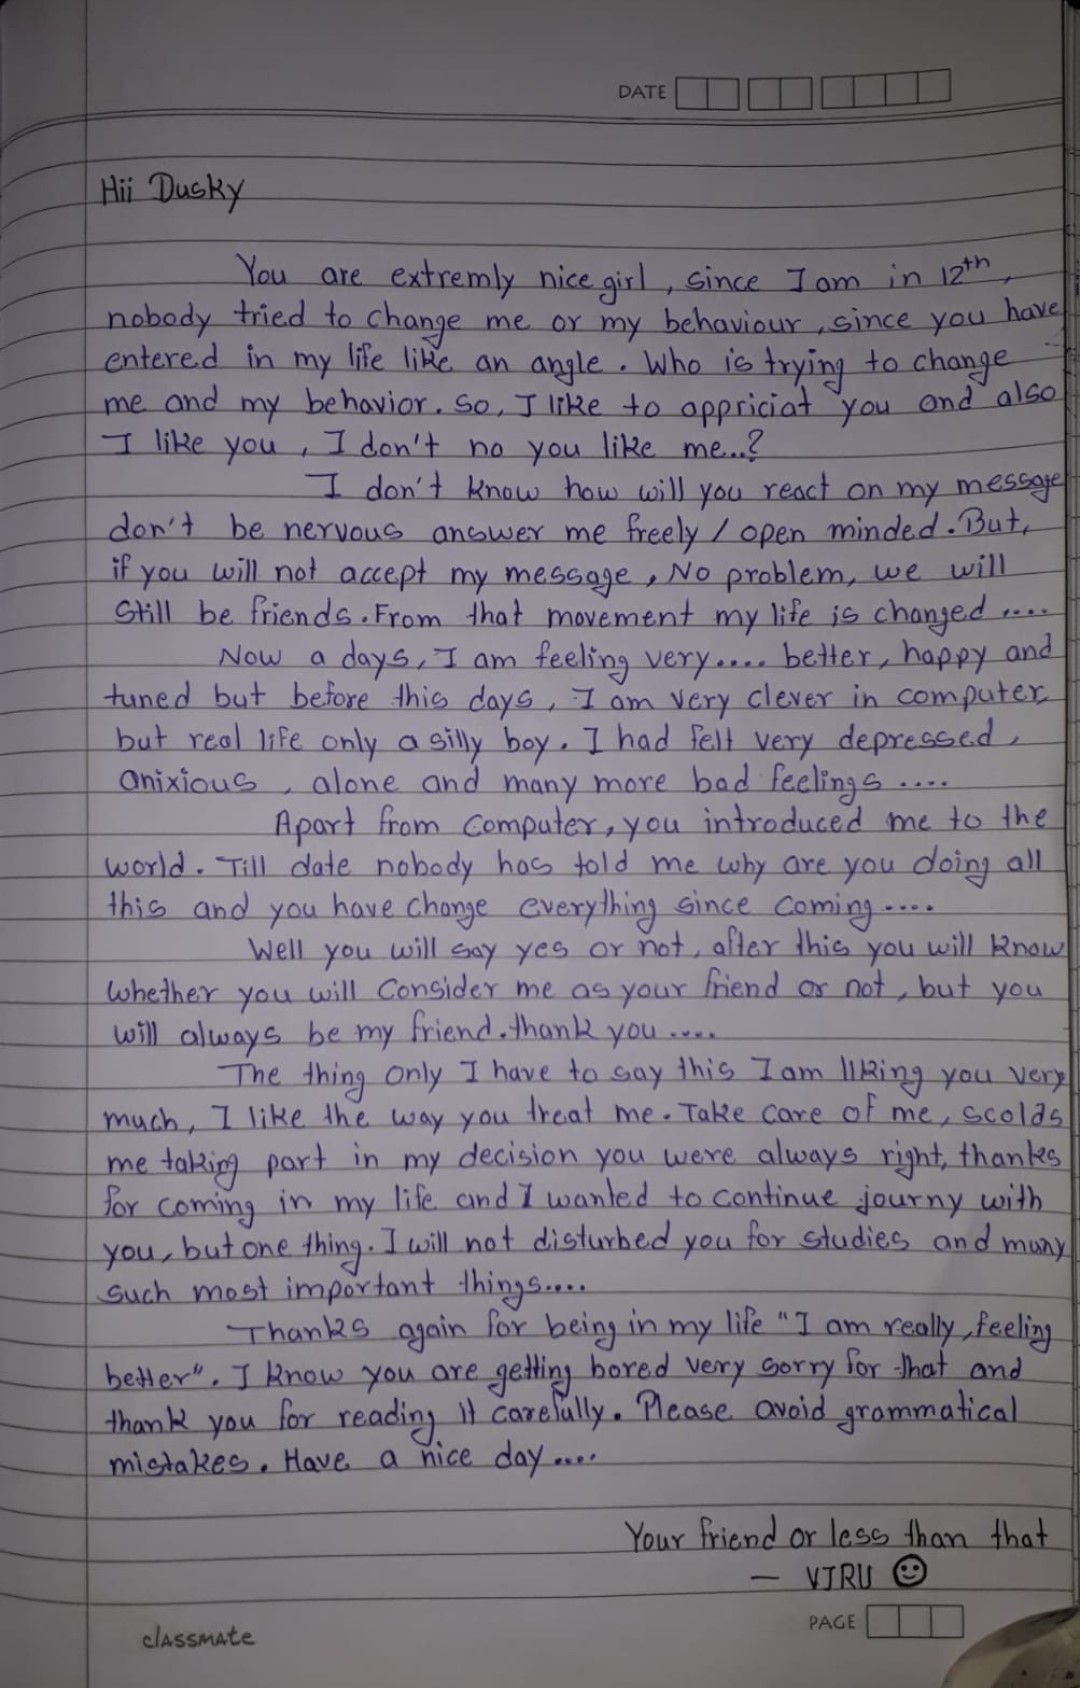 DATE
Hii Dusky
You are extremly nice girl, since I am in 12th,
nobody tried to change me or my behaviour, since you have
entered in my life like an angle. Who is trying to change
me and my behavior. So, I like to appriciat you and also
I like you, I don't no you like me...?
I don't know how will you react on my message
don't be nervous answer me freely / open minded. But,
if you will not accept my message, No problem, we will
Still be friends. From that movement my life is changed ....
Now a days, I am feeling very.... better, happy and
tuned but before this days, I am very clever in computer,
but real life only a silly boy. I had felt very depressed,
anixious, alone and many more bad feelings ....
Apart from Computer, you introduced me to the
world. Till date nobody has told me why are you doing all
this and you have change everything since coming ....
Well you will say yes or not, after this you will know
whether you will Consider me as your friend or not, but you
will always be my friend. thank you ....
The thing only I have to say this I am liking you very
much, I like the way you treat me. Take care of me, scolds
me taking part in my decision you were always right, thanks
for coming in my life and I wanted to continue journy with
you, but one thing. I will not disturbed you for studies and many
such most important things....
Thanks again for being in my life "I am really, feeling
better". I know you are getting bored very sorry for that and
thank you for reading it carefully. Please avoid grammatical
mistakes. Have a nice day ....
Your friend or less than that
— VIRU ☺
classmate
PAGE